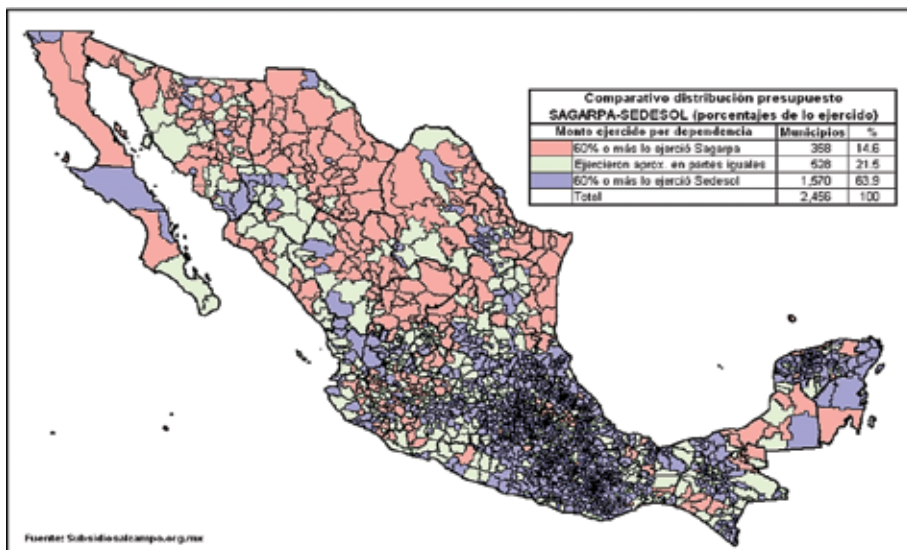 Comparativo distribución presupuesto
SAGARPA-SEDESOL (porcentajes de lo ejercido)
Monto ejercido por dependencia Municipios %
60% o más lo ejerció Sagarpa 358 14.6
Ejercieron aprox. en partes iguales 528 21.5
60% o más lo ejerció Sedesol 1,570 63.9
Total 2,456 100
Fuente: Subsidiosalcampo.org.mx